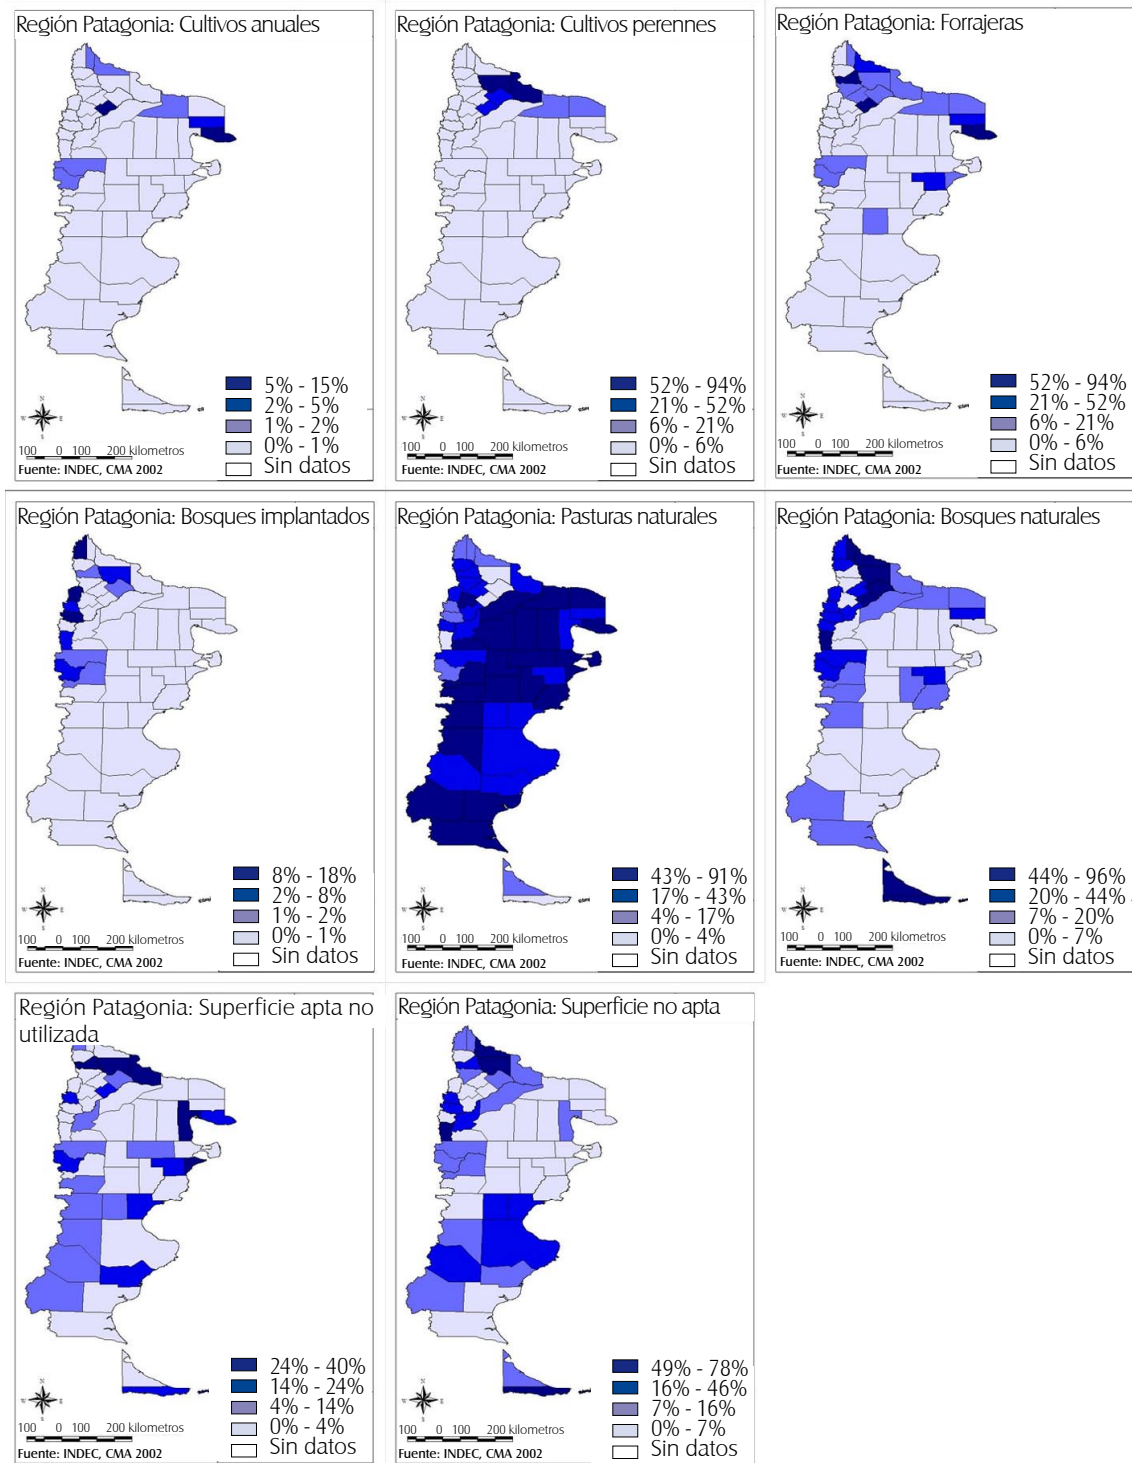 Región Patagonia: Cultivos anuales
5% - 15%
2% - 5%
1% - 2%
0% - 1%
Sin datos
N
W E
S
100 0 100 200 kilometros
Fuente: INDEC, CMA 2002
Región Patagonia: Cultivos perennes
52% - 94%
21% - 52%
6% - 21%
0% - 6%
Sin datos
N
W E
S
100 0 100 200 kilometros
Fuente: INDEC, CMA 2002
Región Patagonia: Forrajeras
52% - 94%
21% - 52%
6% - 21%
0% - 6%
Sin datos
N
W E
S
100 0 100 200 kilometros
Fuente: INDEC, CMA 2002
Región Patagonia: Bosques implantados
8% - 18%
2% - 8%
1% - 2%
0% - 1%
Sin datos
N
W E
S
100 0 100 200 kilometros
Fuente: INDEC, CMA 2002
Región Patagonia: Pasturas naturales
43% - 91%
17% - 43%
4% - 17%
0% - 4%
Sin datos
N
W E
S
100 0 100 200 kilometros
Fuente: INDEC, CMA 2002
Región Patagonia: Bosques naturales
44% - 96%
20% - 44%
7% - 20%
0% - 7%
Sin datos
N
W E
S
100 0 100 200 kilometros
Fuente: INDEC, CMA 2002
Región Patagonia: Superficie apta no
utilizada
24% - 40%
14% - 24%
4% - 14%
0% - 4%
Sin datos
N
W E
S
100 0 100 200 kilometros
Fuente: INDEC, CMA 2002
Región Patagonia: Superficie no apta
49% - 78%
16% - 46%
7% - 16%
0% - 7%
Sin datos
N
W E
S
100 0 100 200 kilometros
Fuente: INDEC, CMA 2002